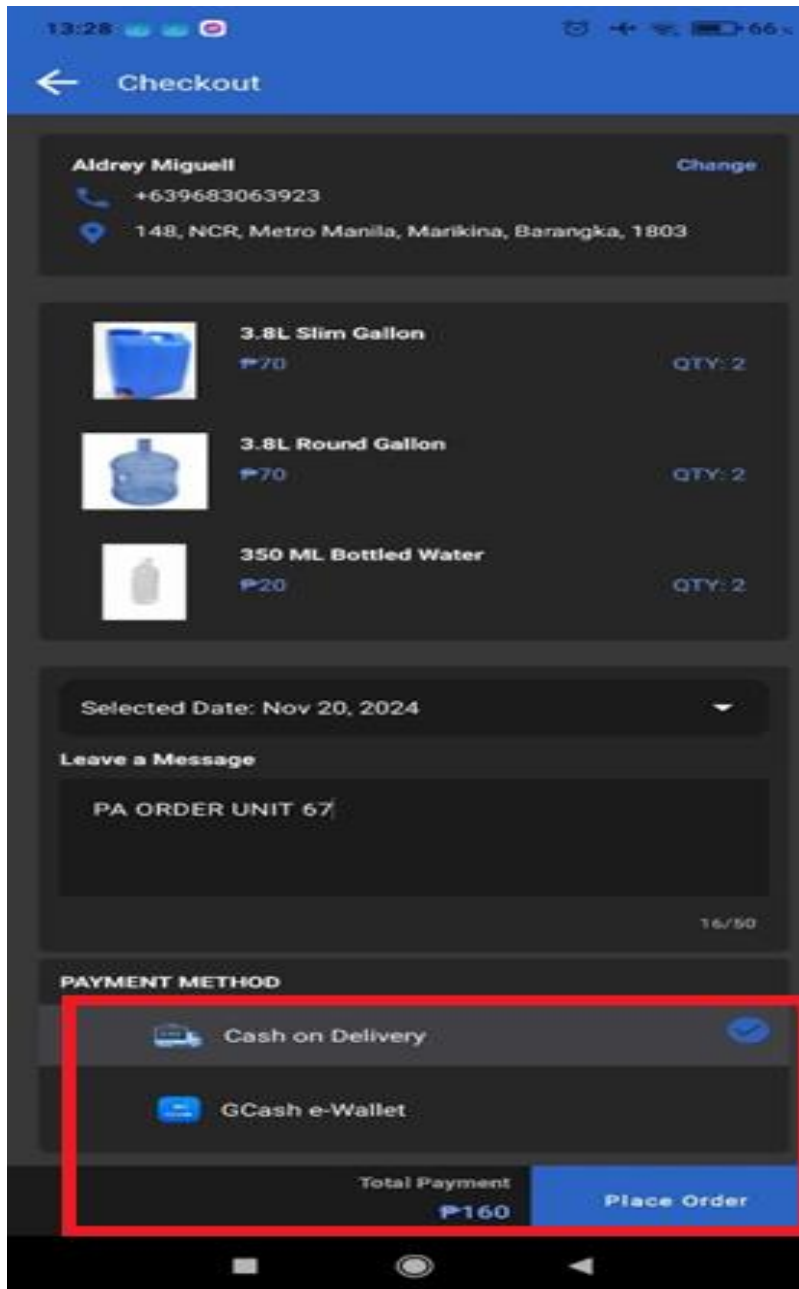 13:28
66%
Checkout
Aldrey Miguell
Change
+639683063923
148, NCR, Metro Manila, Marikina, Barangka, 1803
3.8L Slim Gallon
₱70
QTY: 2
3.8L Round Gallon
₱70
QTY: 2
350 ML Bottled Water
₱20
QTY: 2
Selected Date: Nov 20, 2024
Leave a Message
PA ORDER UNIT 67
16/50
PAYMENT METHOD
Cash on Delivery
GCash e-Wallet
Total Payment
₱160
Place Order